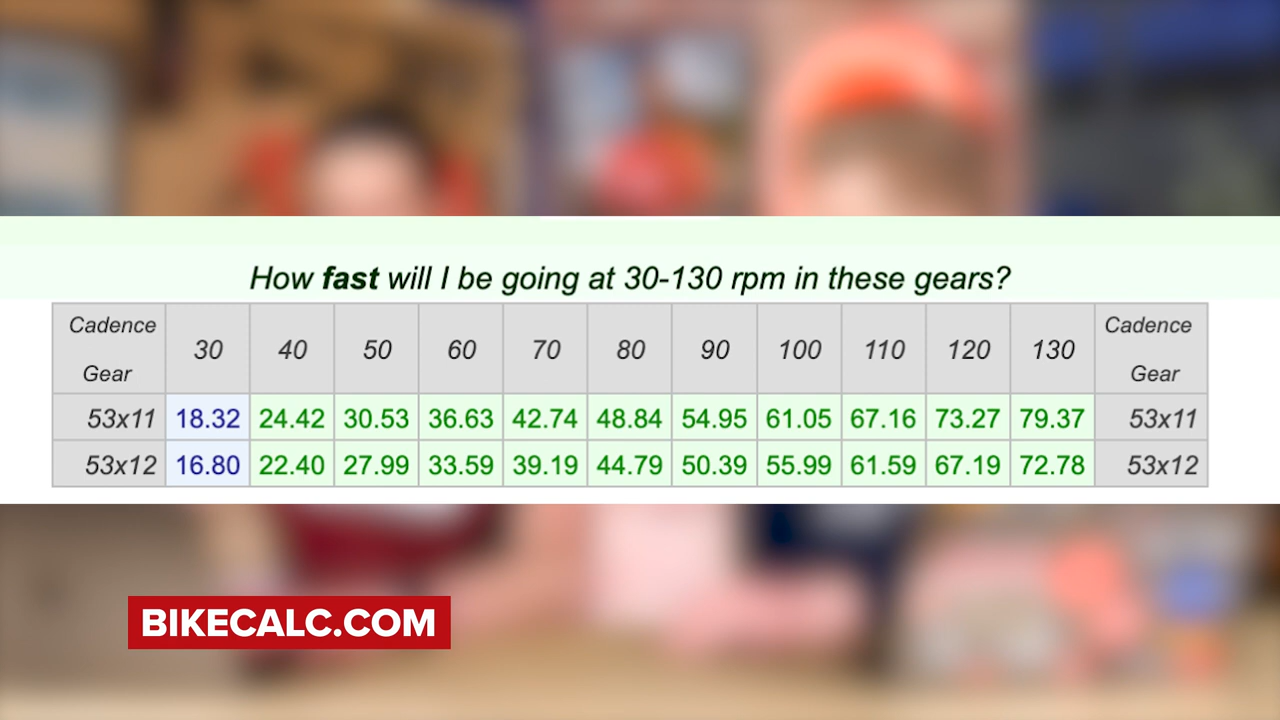 How fast will I be going at 30-130 rpm in these gears?
Cadence
Gear 30 40 50 60 70 80 90 100 110 120 130 Cadence
Gear
53x11 18.32 24.42 30.53 36.63 42.74 48.84 54.95 61.05 67.16 73.27 79.37 53x11
53x12 16.80 22.40 27.99 33.59 39.19 44.79 50.39 55.99 61.59 67.19 72.78 53x12
BIKECALC.COM